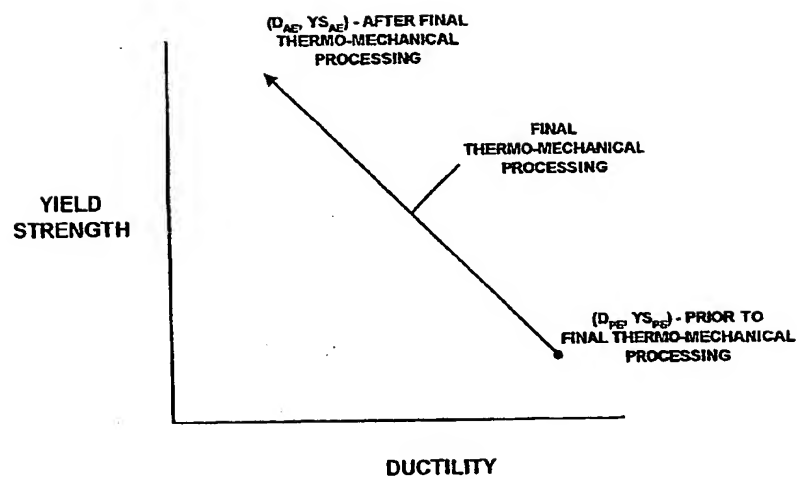 (D_AE, YS_AE) - AFTER FINAL
THERMO-MECHANICAL
PROCESSING
FINAL
THERMO-MECHANICAL
PROCESSING
YIELD
STRENGTH
(D_PE, YS_PE) - PRIOR TO
FINAL THERMO-MECHANICAL
PROCESSING
DUCTILITY